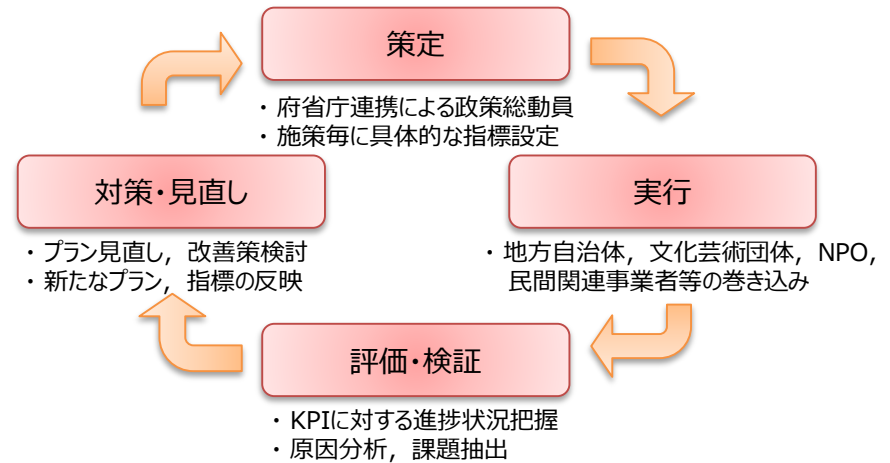 策定
・府省庁連携による政策総動員
・施策毎に具体的な指標設定
対策・見直し
・プラン見直し，改善策検討
・新たなプラン，指標の反映
実行
・地方自治体，文化芸術団体，NPO，
民間関連事業者等の巻き込み
評価・検証
・KPIに対する進捗状況把握
・原因分析，課題抽出